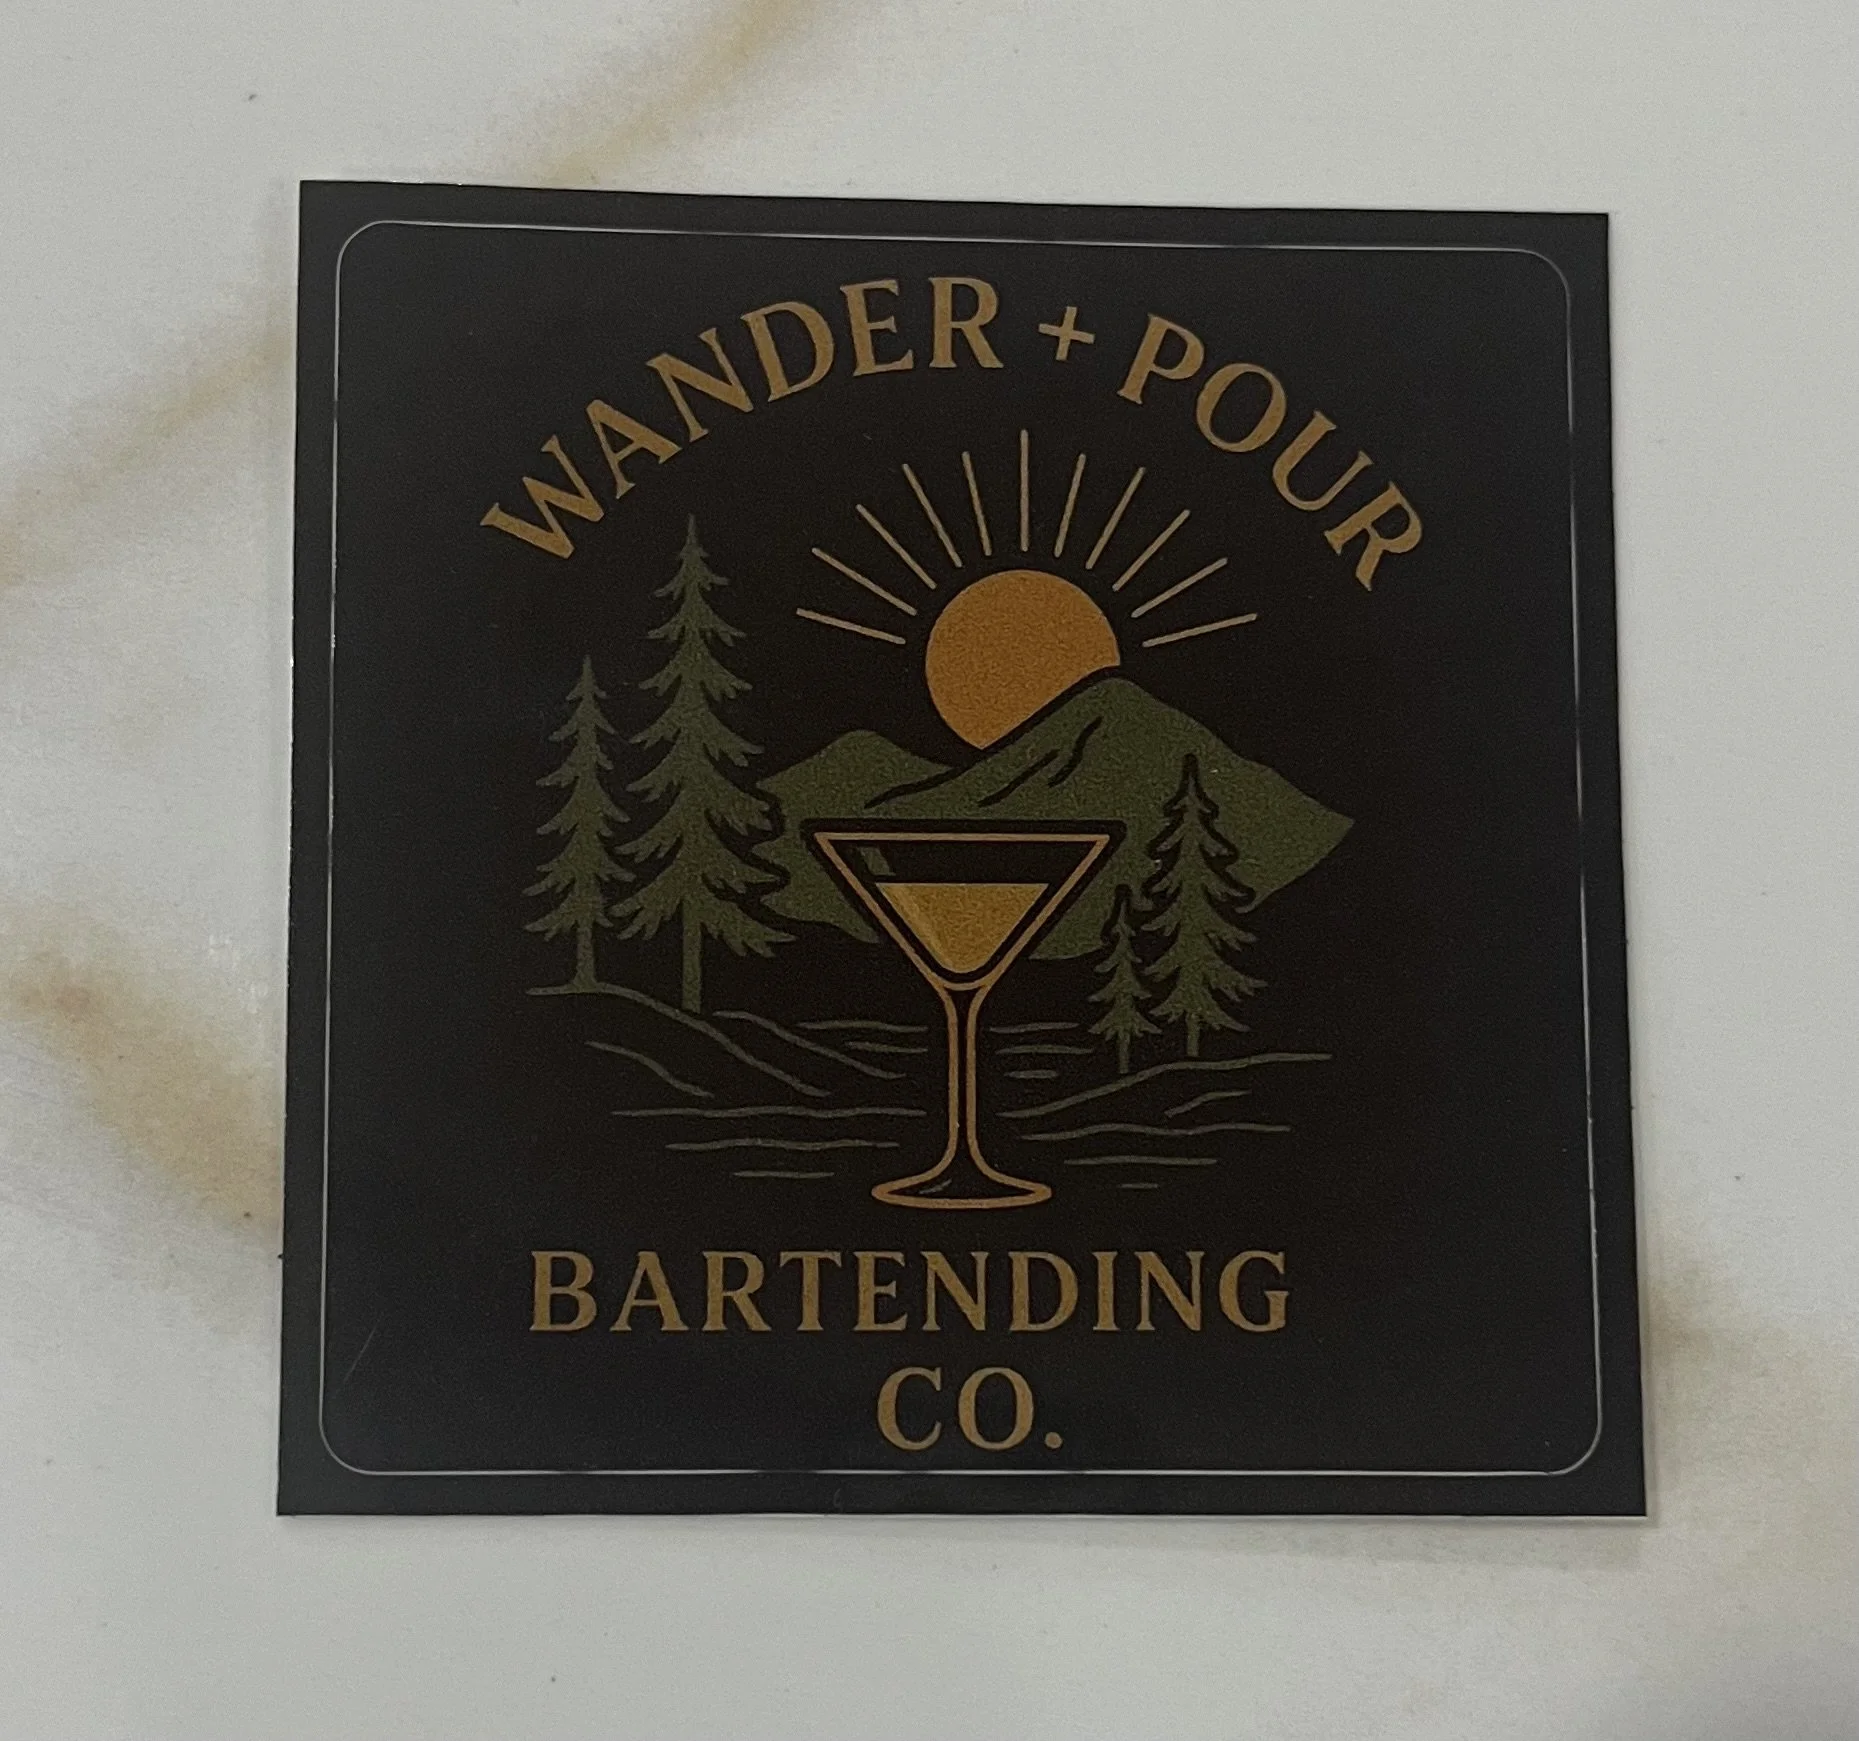 WANDER + POUR
BARTENDING
CO.